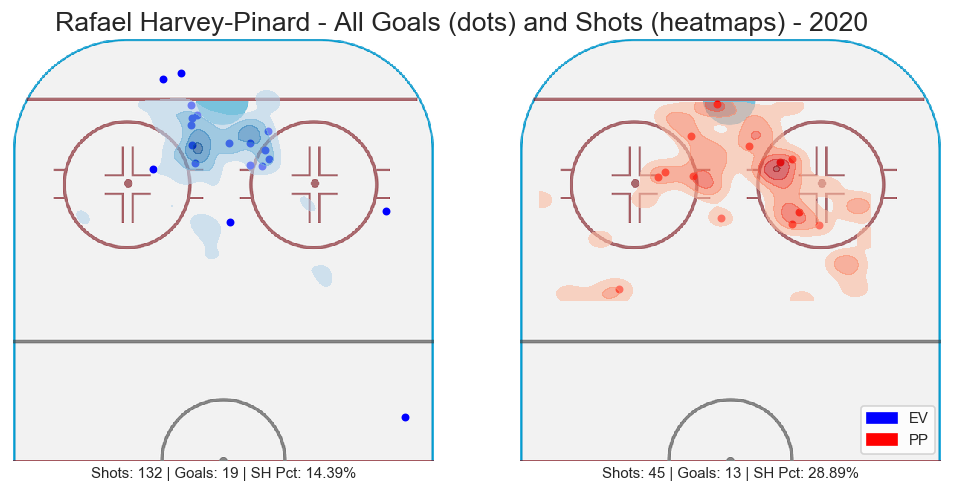 Rafael Harvey-Pinard - All Goals (dots) and Shots (heatmaps) - 2020
EV
PP
Shots: 132 | Goals: 19 | SH Pct: 14.39%
Shots: 45 | Goals: 13 | SH Pct: 28.89%